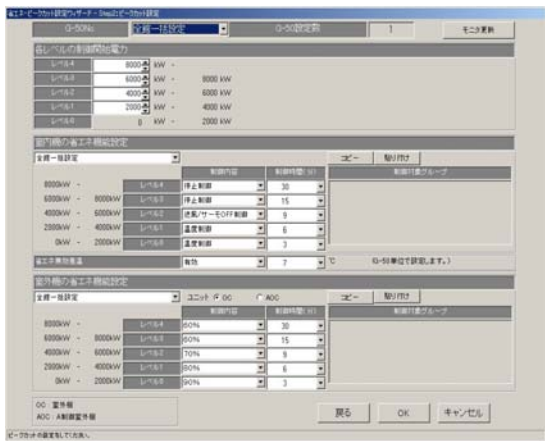 省エネ-ピークカット設定ウィザード - Step2:ピークカット設定
G-50No 全館一括設定 G-50設定数 1 モニタ更新
各レベルの制御開始電力
レベル4 8000 kW -
レベル3 6000 kW - 8000 kW
レベル2 4000 kW - 6000 kW
レベル1 2000 kW - 4000 kW
レベル0 0 kW - 2000 kW
室内機の省エネ機能設定
全館一括設定 コピー 貼り付け
制御内容 制御時間(分) 制御対象グループ
8000kW - レベル4 停止制御 30
6000kW - 8000kW レベル3 停止制御 15
4000kW - 6000kW レベル2 送風/サーモOFF制御 9
2000kW - 4000kW レベル1 温度制御 6
0kW - 2000kW レベル0 温度制御 3
省エネ無効室温 有効 7 ℃ (G-50単位で設定します。)
室外機の省エネ機能設定
全館一括設定 ユニット OC AOC コピー 貼り付け
制御内容 制御時間(分) 制御対象グループ
8000kW - レベル4 60% 30
6000kW - 8000kW レベル3 60% 15
4000kW - 6000kW レベル2 70% 9
2000kW - 4000kW レベル1 80% 6
0kW - 2000kW レベル0 90% 3
OC : 室外機
AOC : A制御室外機
戻る OK キャンセル
ピークカットの設定をしてください。